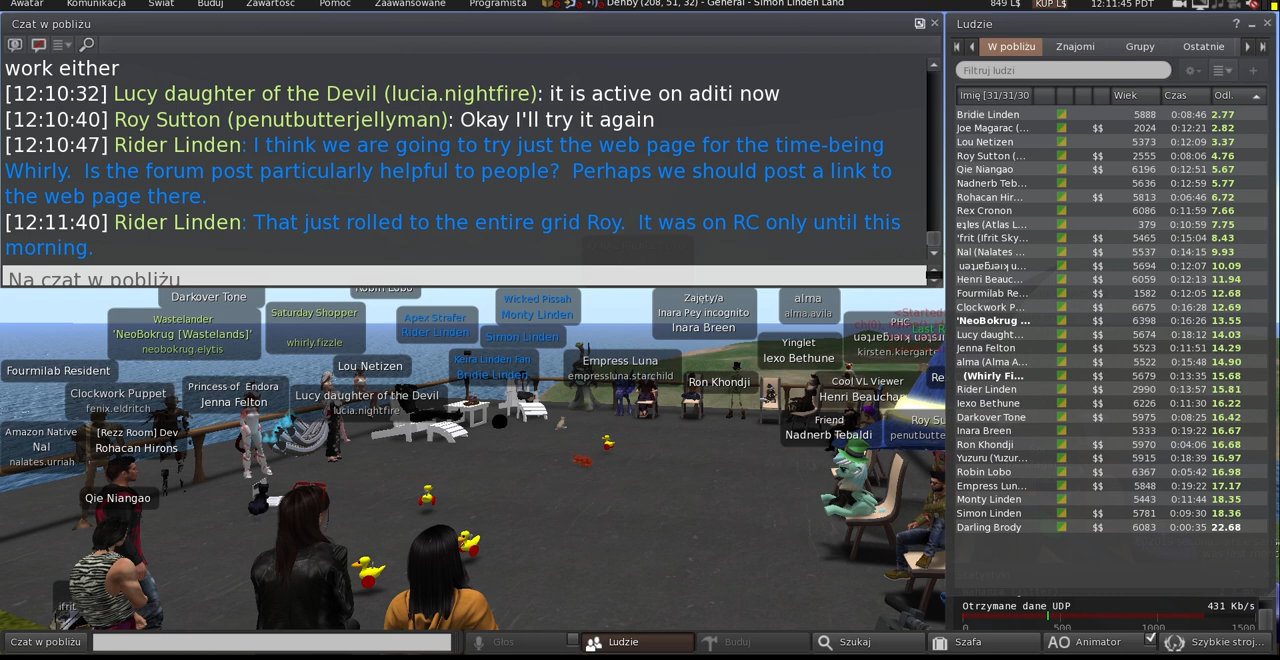 Awatar Komunikacja Świat Buduj Zawartość Pomoc Zaawansowane Programista Denby (208, 51, 32) - General - Simon Linden Land 849 L$ KUP L$ 12:11:45 PDT
Czat w pobliżu
work either
[12:10:32] Lucy daughter of the Devil (lucia.nightfire): it is active on aditi now
[12:10:40] Roy Sutton (penutbutterjellyman): Okay I'll try it again
[12:10:47] Rider Linden: I think we are going to try just the web page for the time-being
Whirly. Is the forum post particularly helpful to people? Perhaps we should post a link to
the web page there.
[12:11:40] Rider Linden: That just rolled to the entire grid Roy. It was on RC only until this
morning.
Na czat w pobliżu
Robin Lobo
Darkover Tone
Wastelander
'NeoBokrug [Wastelands]'
neobokrug.elytis
Saturday Shopper
whirly.fizzle
Apex Strafer
Rider Linden
Wicked Pissah
Monty Linden
Simon Linden
Keira Linden Fan
Bridie Linden
Zajęty/a
Inara Pey incognito
Inara Breen
alma
alma.avila
PHC
kirsten.kiergarte
Yinglet
Iexo Bethune
Fourmilab Resident
Lou Netizen
Empress Luna
empressluna.starchild
Ron Khondji
Cool VL Viewer
Henri Beauchan
Clockwork Puppet
fenix.eldritch
Princess of Endora
Jenna Felton
Lucy daughter of the Devil
lucia.nightfire
Friend
Nadnerb Tebaldi
Roy Su
penutbutte
Amazon Native
Nal
nalates.urriah
[Rezz Room] Dev
Rohacan Hirons
Qie Niangao
ifrit
Ludzie
W pobliżu Znajomi Grupy Ostatnie
Filtruj ludzi
Imię [31/31/30 Wiek Czas Odl.
Bridie Linden 5888 0:08:46 2.77
Joe Magarac (... $$ 2024 0:12:21 2.82
Lou Netizen 5373 0:12:09 3.37
Roy Sutton (... $$ 2555 0:08:06 4.76
Qie Niangao $$ 6196 0:12:51 5.67
Nadnerb Teb... 5636 0:12:59 5.77
Rohacan Hir... $$ 5813 0:06:46 6.72
Rex Cronon 6086 0:11:59 7.66
ɐʇlɐs (Atlas L... 379 0:10:59 7.75
'frit (Ifrit Sky... $$ 5465 0:15:04 8.43
Nal (Nalates ... $$ 5537 0:14:15 9.93
$$ 5694 0:12:07 10.09
Henri Beauc... $$ 5459 0:12:13 11.94
Fourmilab Re... $$ 1582 0:12:05 12.68
Clockwork P... $$ 6675 0:16:28 12.69
'NeoBokrug ... $$ 6398 0:16:26 13.55
Lucy daught... $$ 5674 0:18:12 14.03
Jenna Felton $$ 5523 0:11:51 14.29
alma (Alma A... $$ 5522 0:15:48 14.90
(Whirly Fi... $$ 5679 0:13:35 15.68
Rider Linden $$ 2990 0:13:57 15.81
Iexo Bethune $$ 6226 0:11:30 16.22
Darkover Tone $$ 5975 0:08:25 16.42
Inara Breen 5333 0:19:22 16.67
Ron Khondji $$ 5970 0:04:06 16.68
Yuzuru (Yuzur... $$ 5915 0:18:39 16.97
Robin Lobo $$ 6367 0:05:42 16.98
Empress Lun... $$ 5848 0:19:22 17.17
Monty Linden 5443 0:11:44 18.35
Simon Linden $$ 5781 0:09:30 18.36
Darling Brody $$ 6083 0:00:35 22.68
Otrzymane dane UDP 431 Kb/s
0 500 1000 1500
Czat w pobliżu Głos Ludzie Buduj Szukaj Szafa AO Animator Szybkie stroj...